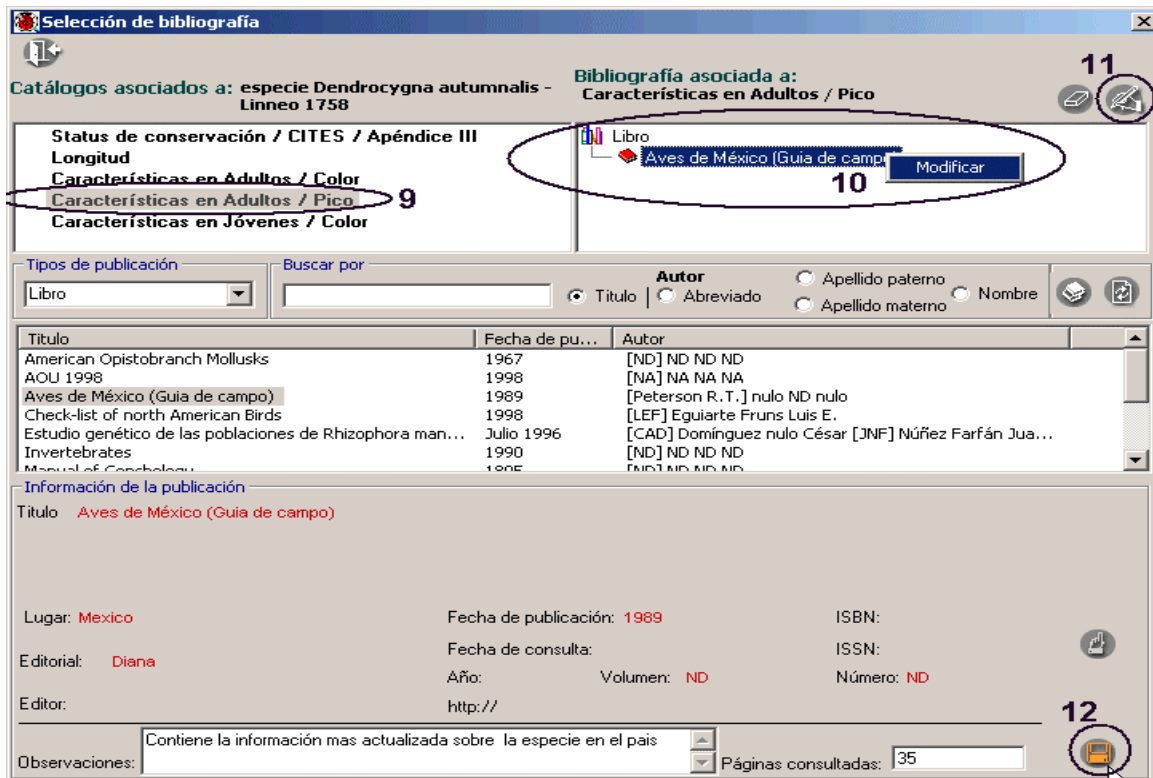 Selección de bibliografía
11
Catálogos asociados a: especie Dendrocygna autumnalis -
Linneo 1758
Bibliografía asociada a:
Características en Adultos / Pico
Status de conservación / CITES / Apéndice III
Longitud
Características en Adultos / Color
Características en Adultos / Pico 9
Características en Jóvenes / Color
Libro
Aves de México (Guia de campo
Modificar
10
Tipos de publicación
Libro
Buscar por
Titulo
Autor
Abreviado
Apellido paterno
Apellido materno
Nombre
Titulo Fecha de pu... Autor
American Opistobranch Mollusks 1967 [ND] ND ND ND
AOU 1998 1998 [NA] NA NA NA
Aves de México (Guia de campo) 1989 [Peterson R.T.] nulo ND nulo
Check-list of north American Birds 1998 [LEF] Eguiarte Fruns Luis E.
Estudio genético de las poblaciones de Rhizophora man... Julio 1996 [CAD] Domínguez nulo César [JNF] Núñez Farfán Jua...
Invertebrates 1990 [ND] ND ND ND
Manual of Conchology 1895 [ND] ND ND ND
Información de la publicación
Titulo Aves de México (Guia de campo)
Lugar: Mexico Fecha de publicación: 1989 ISBN:
Fecha de consulta: ISSN:
Editorial: Diana
Año: Volumen: ND Número: ND
Editor: http://
12
Observaciones: Contiene la información mas actualizada sobre la especie en el pais
Páginas consultadas: 35